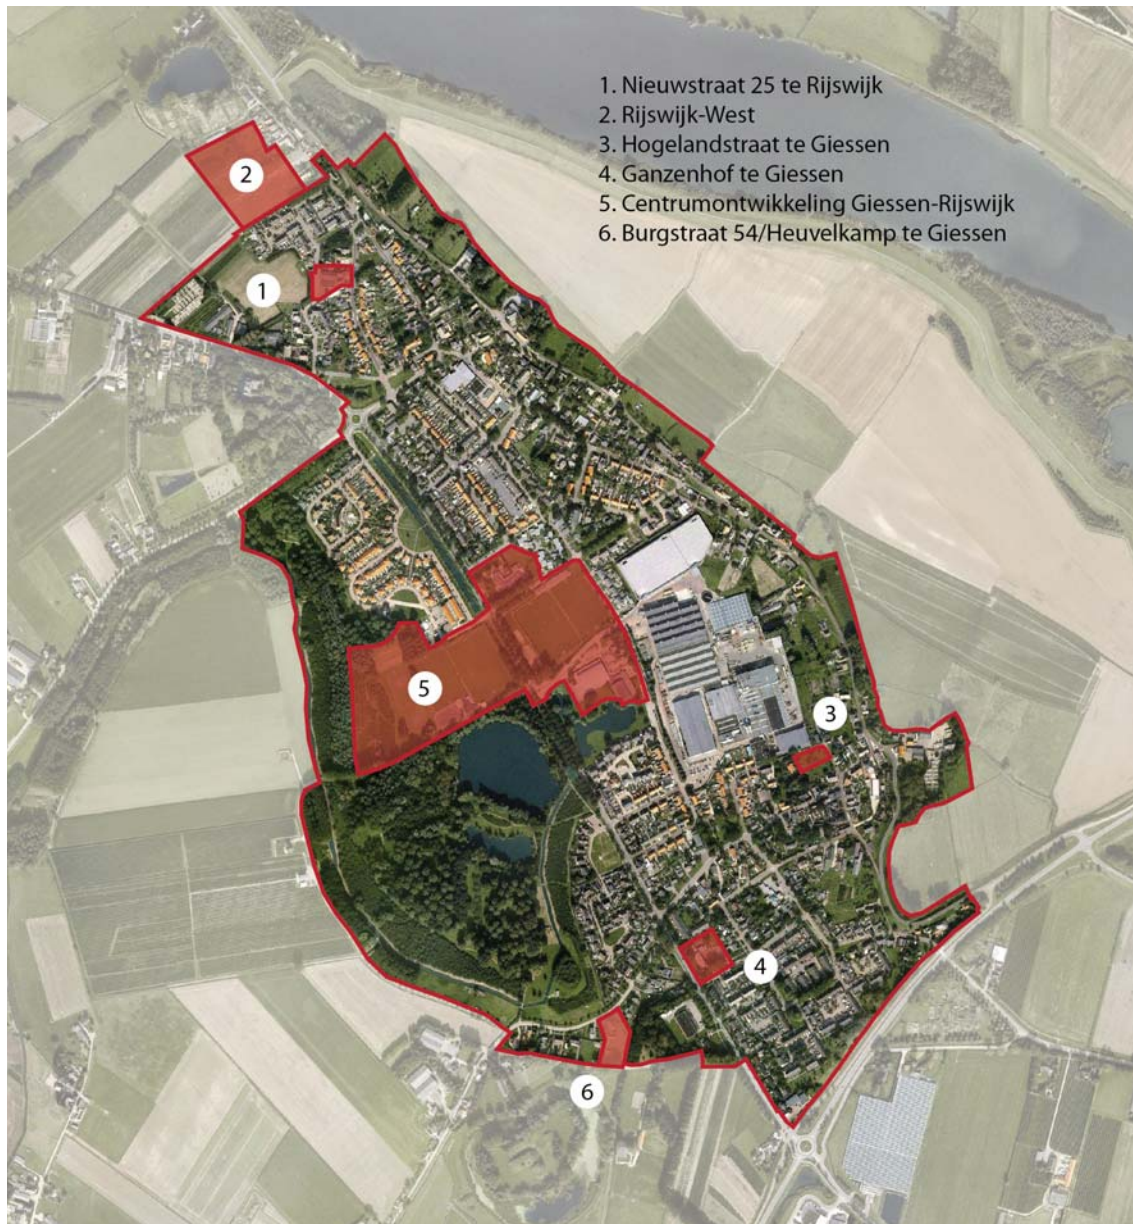 1. Nieuwstraat 25 te Rijswijk
2. Rijswijk-West
3. Hogelandstraat te Giessen
4. Ganzenhof te Giessen
5. Centrumontwikkeling Giessen-Rijswijk
6. Burgstraat 54/Heuvelkamp te Giessen
2
1
5
3
4
6